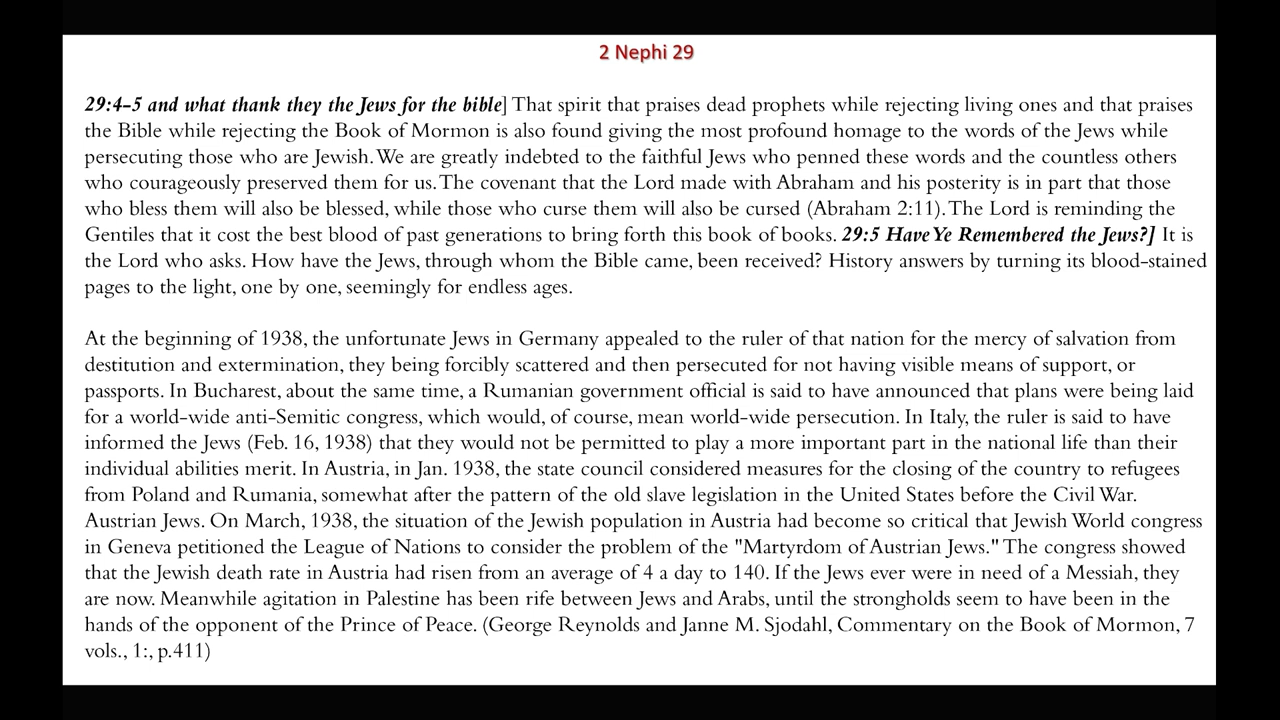 2 Nephi 29
29:4-5 and what thank they the Jews for the bible] That spirit that praises dead prophets while rejecting living ones and that praises
the Bible while rejecting the Book of Mormon is also found giving the most profound homage to the words of the Jews while
persecuting those who are Jewish. We are greatly indebted to the faithful Jews who penned these words and the countless others
who courageously preserved them for us. The covenant that the Lord made with Abraham and his posterity is in part that those
who bless them will also be blessed, while those who curse them will also be cursed (Abraham 2:11). The Lord is reminding the
Gentiles that it cost the best blood of past generations to bring forth this book of books. 29:5 Have Ye Remembered the Jews?] It is
the Lord who asks. How have the Jews, through whom the Bible came, been received? History answers by turning its blood-stained
pages to the light, one by one, seemingly for endless ages.
At the beginning of 1938, the unfortunate Jews in Germany appealed to the ruler of that nation for the mercy of salvation from
destitution and extermination, they being forcibly scattered and then persecuted for not having visible means of support, or
passports. In Bucharest, about the same time, a Rumanian government official is said to have announced that plans were being laid
for a world-wide anti-Semitic congress, which would, of course, mean world-wide persecution. In Italy, the ruler is said to have
informed the Jews (Feb. 16, 1938) that they would not be permitted to play a more important part in the national life than their
individual abilities merit. In Austria, in Jan. 1938, the state council considered measures for the closing of the country to refugees
from Poland and Rumania, somewhat after the pattern of the old slave legislation in the United States before the Civil War.
Austrian Jews. On March, 1938, the situation of the Jewish population in Austria had become so critical that Jewish World congress
in Geneva petitioned the League of Nations to consider the problem of the "Martyrdom of Austrian Jews." The congress showed
that the Jewish death rate in Austria had risen from an average of 4 a day to 140. If the Jews ever were in need of a Messiah, they
are now. Meanwhile agitation in Palestine has been rife between Jews and Arabs, until the strongholds seem to have been in the
hands of the opponent of the Prince of Peace. (George Reynolds and Janne M. Sjodahl, Commentary on the Book of Mormon, 7
vols., 1:, p.411)